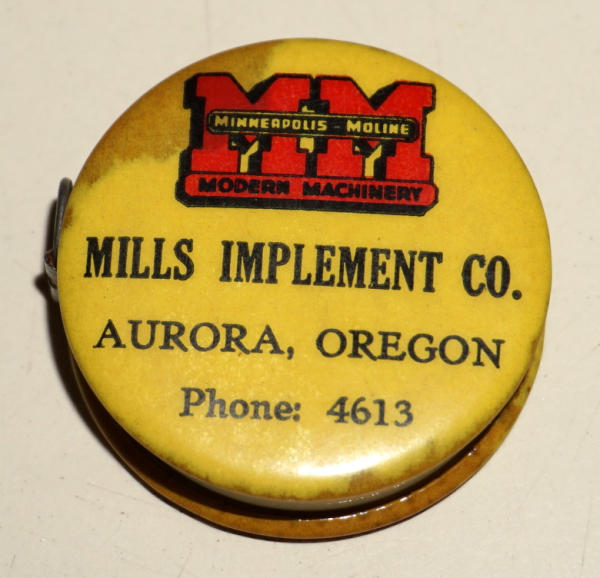 MM
MINNEAPOLIS - MOLINE
MODERN MACHINERY
MILLS IMPLEMENT CO.
AURORA, OREGON
Phone: 4613